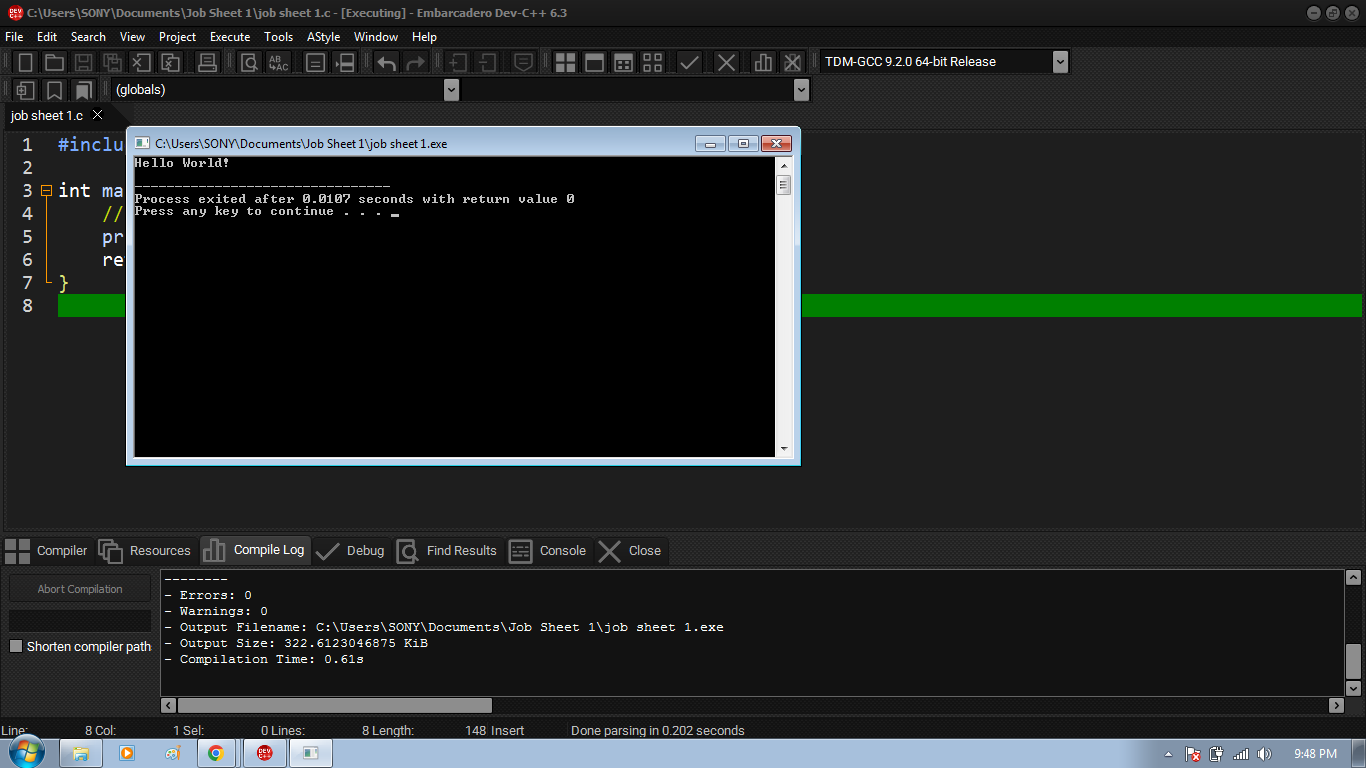 C:\Users\SONY\Documents\Job Sheet 1\job sheet 1.c - [Executing] - Embarcadero Dev-C++ 6.3
File Edit Search View Project Execute Tools AStyle Window Help
TDM-GCC 9.2.0 64-bit Release
(globals)
job sheet 1.c
C:\Users\SONY\Documents\Job Sheet 1\job sheet 1.exe
Hello World!
--------------------------------
Process exited after 0.0107 seconds with return value 0
Press any key to continue . . .
1 #inclu
2
3 int ma
4 //
5 pr
6 re
7 }
8
Compiler Resources Compile Log Debug Find Results Console Close
Abort Compilation
Shorten compiler path
--------
- Errors: 0
- Warnings: 0
- Output Filename: C:\Users\SONY\Documents\Job Sheet 1\job sheet 1.exe
- Output Size: 322.6123046875 KiB
- Compilation Time: 0.61s
Line: 8 Col: 1 Sel: 0 Lines: 8 Length: 148 Insert Done parsing in 0.202 seconds
DEV C++
9:48 PM